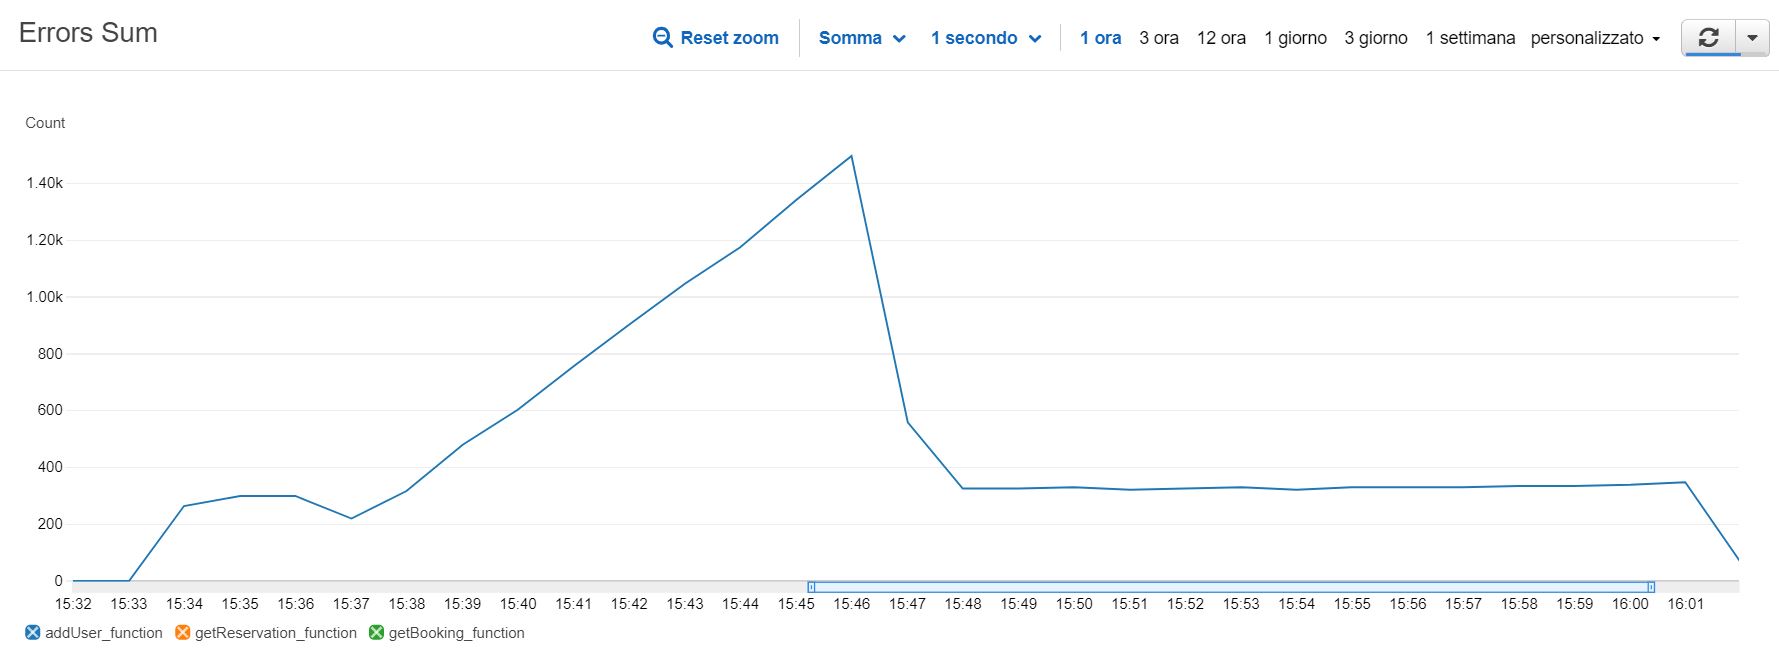 Errors Sum
Reset zoom Somma 1 secondo 1 ora 3 ora 12 ora 1 giorno 3 giorno 1 settimana personalizzato
Count
1.40k
1.20k
1.00k
800
600
400
200
0
15:32 15:33 15:34 15:35 15:36 15:37 15:38 15:39 15:40 15:41 15:42 15:43 15:44 15:45 15:46 15:47 15:48 15:49 15:50 15:51 15:52 15:53 15:54 15:55 15:56 15:57 15:58 15:59 16:00 16:01
addUser_function getReservation_function getBooking_function